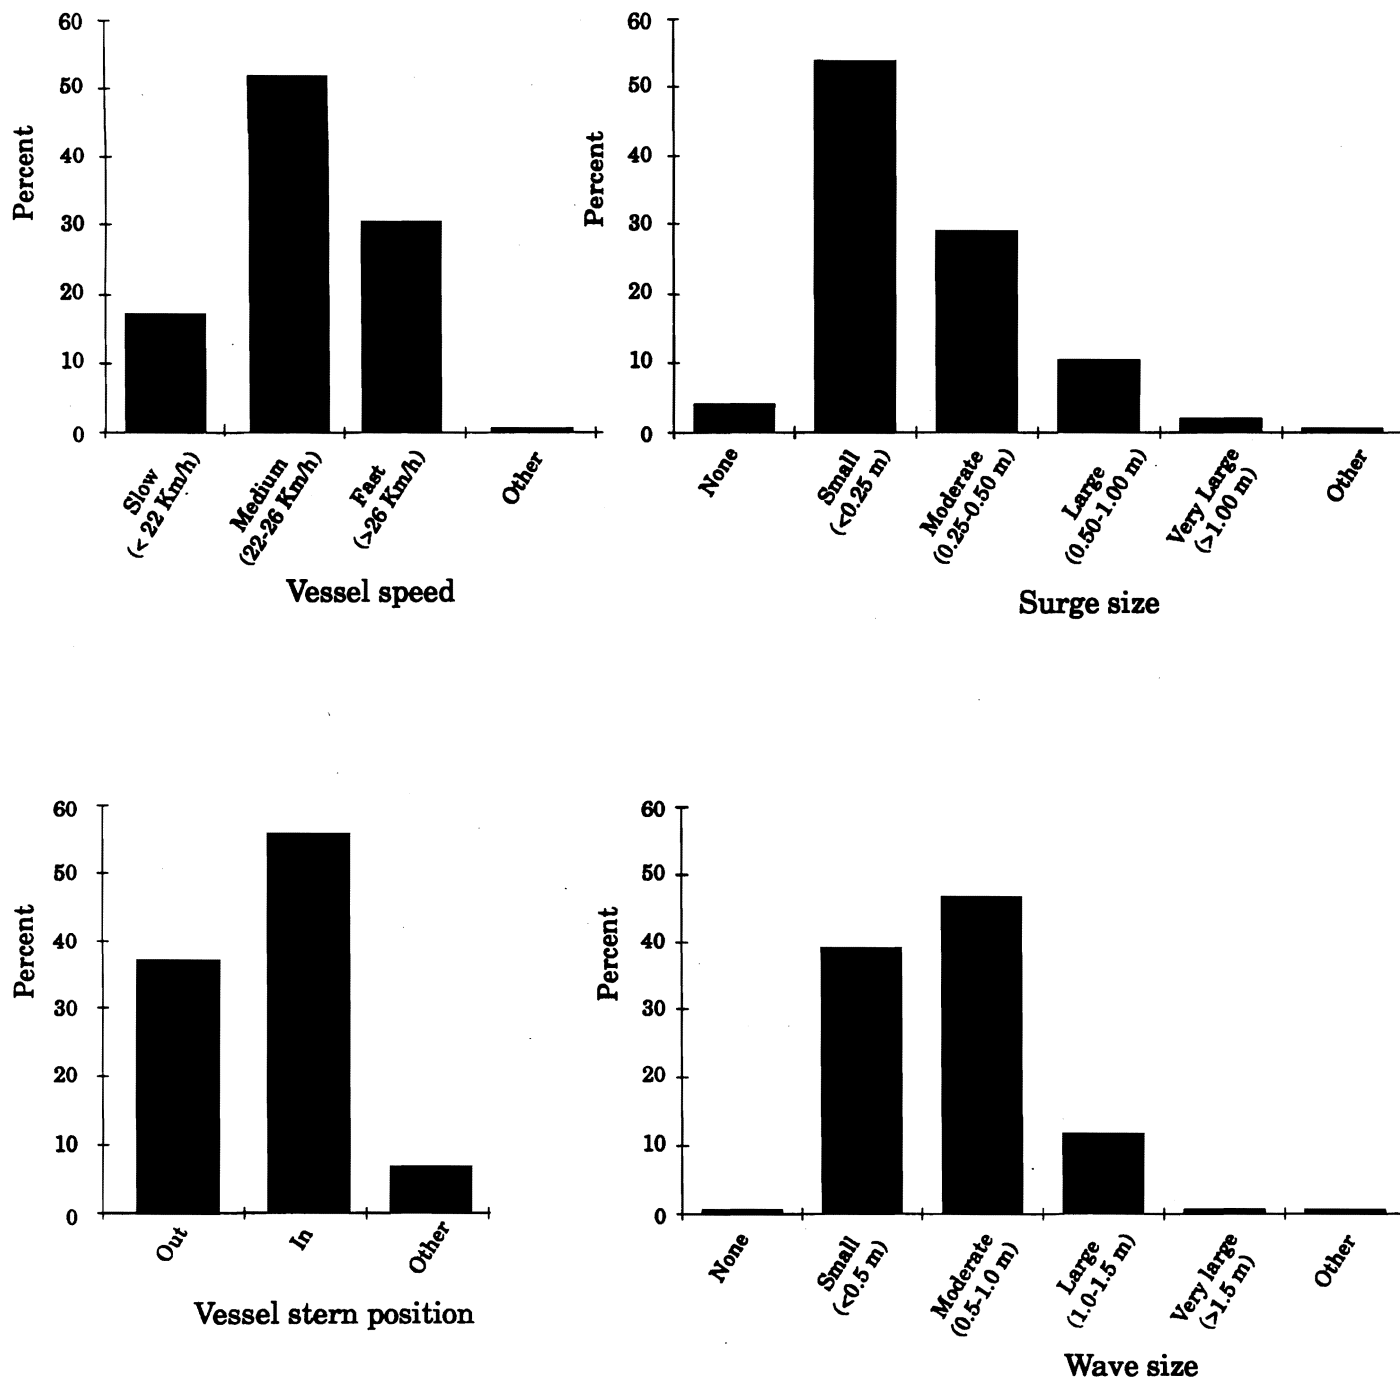 60
50
40
30
20
10
0
Percent
Slow
(< 22 Km/h)
Medium
(22-26 Km/h)
Fast
(>26 Km/h)
Other
Vessel speed
60
50
40
30
20
10
0
Percent
None
Small
(<0.25 m)
Moderate
(0.25-0.50 m)
Large
(0.50-1.00 m)
Very Large
(>1.00 m)
Other
Surge size
60
50
40
30
20
10
0
Percent
Out
In
Other
Vessel stern position
60
50
40
30
20
10
0
Percent
None
Small
(<0.5 m)
Moderate
(0.5-1.0 m)
Large
(1.0-1.5 m)
Very large
(>1.5 m)
Other
Wave size